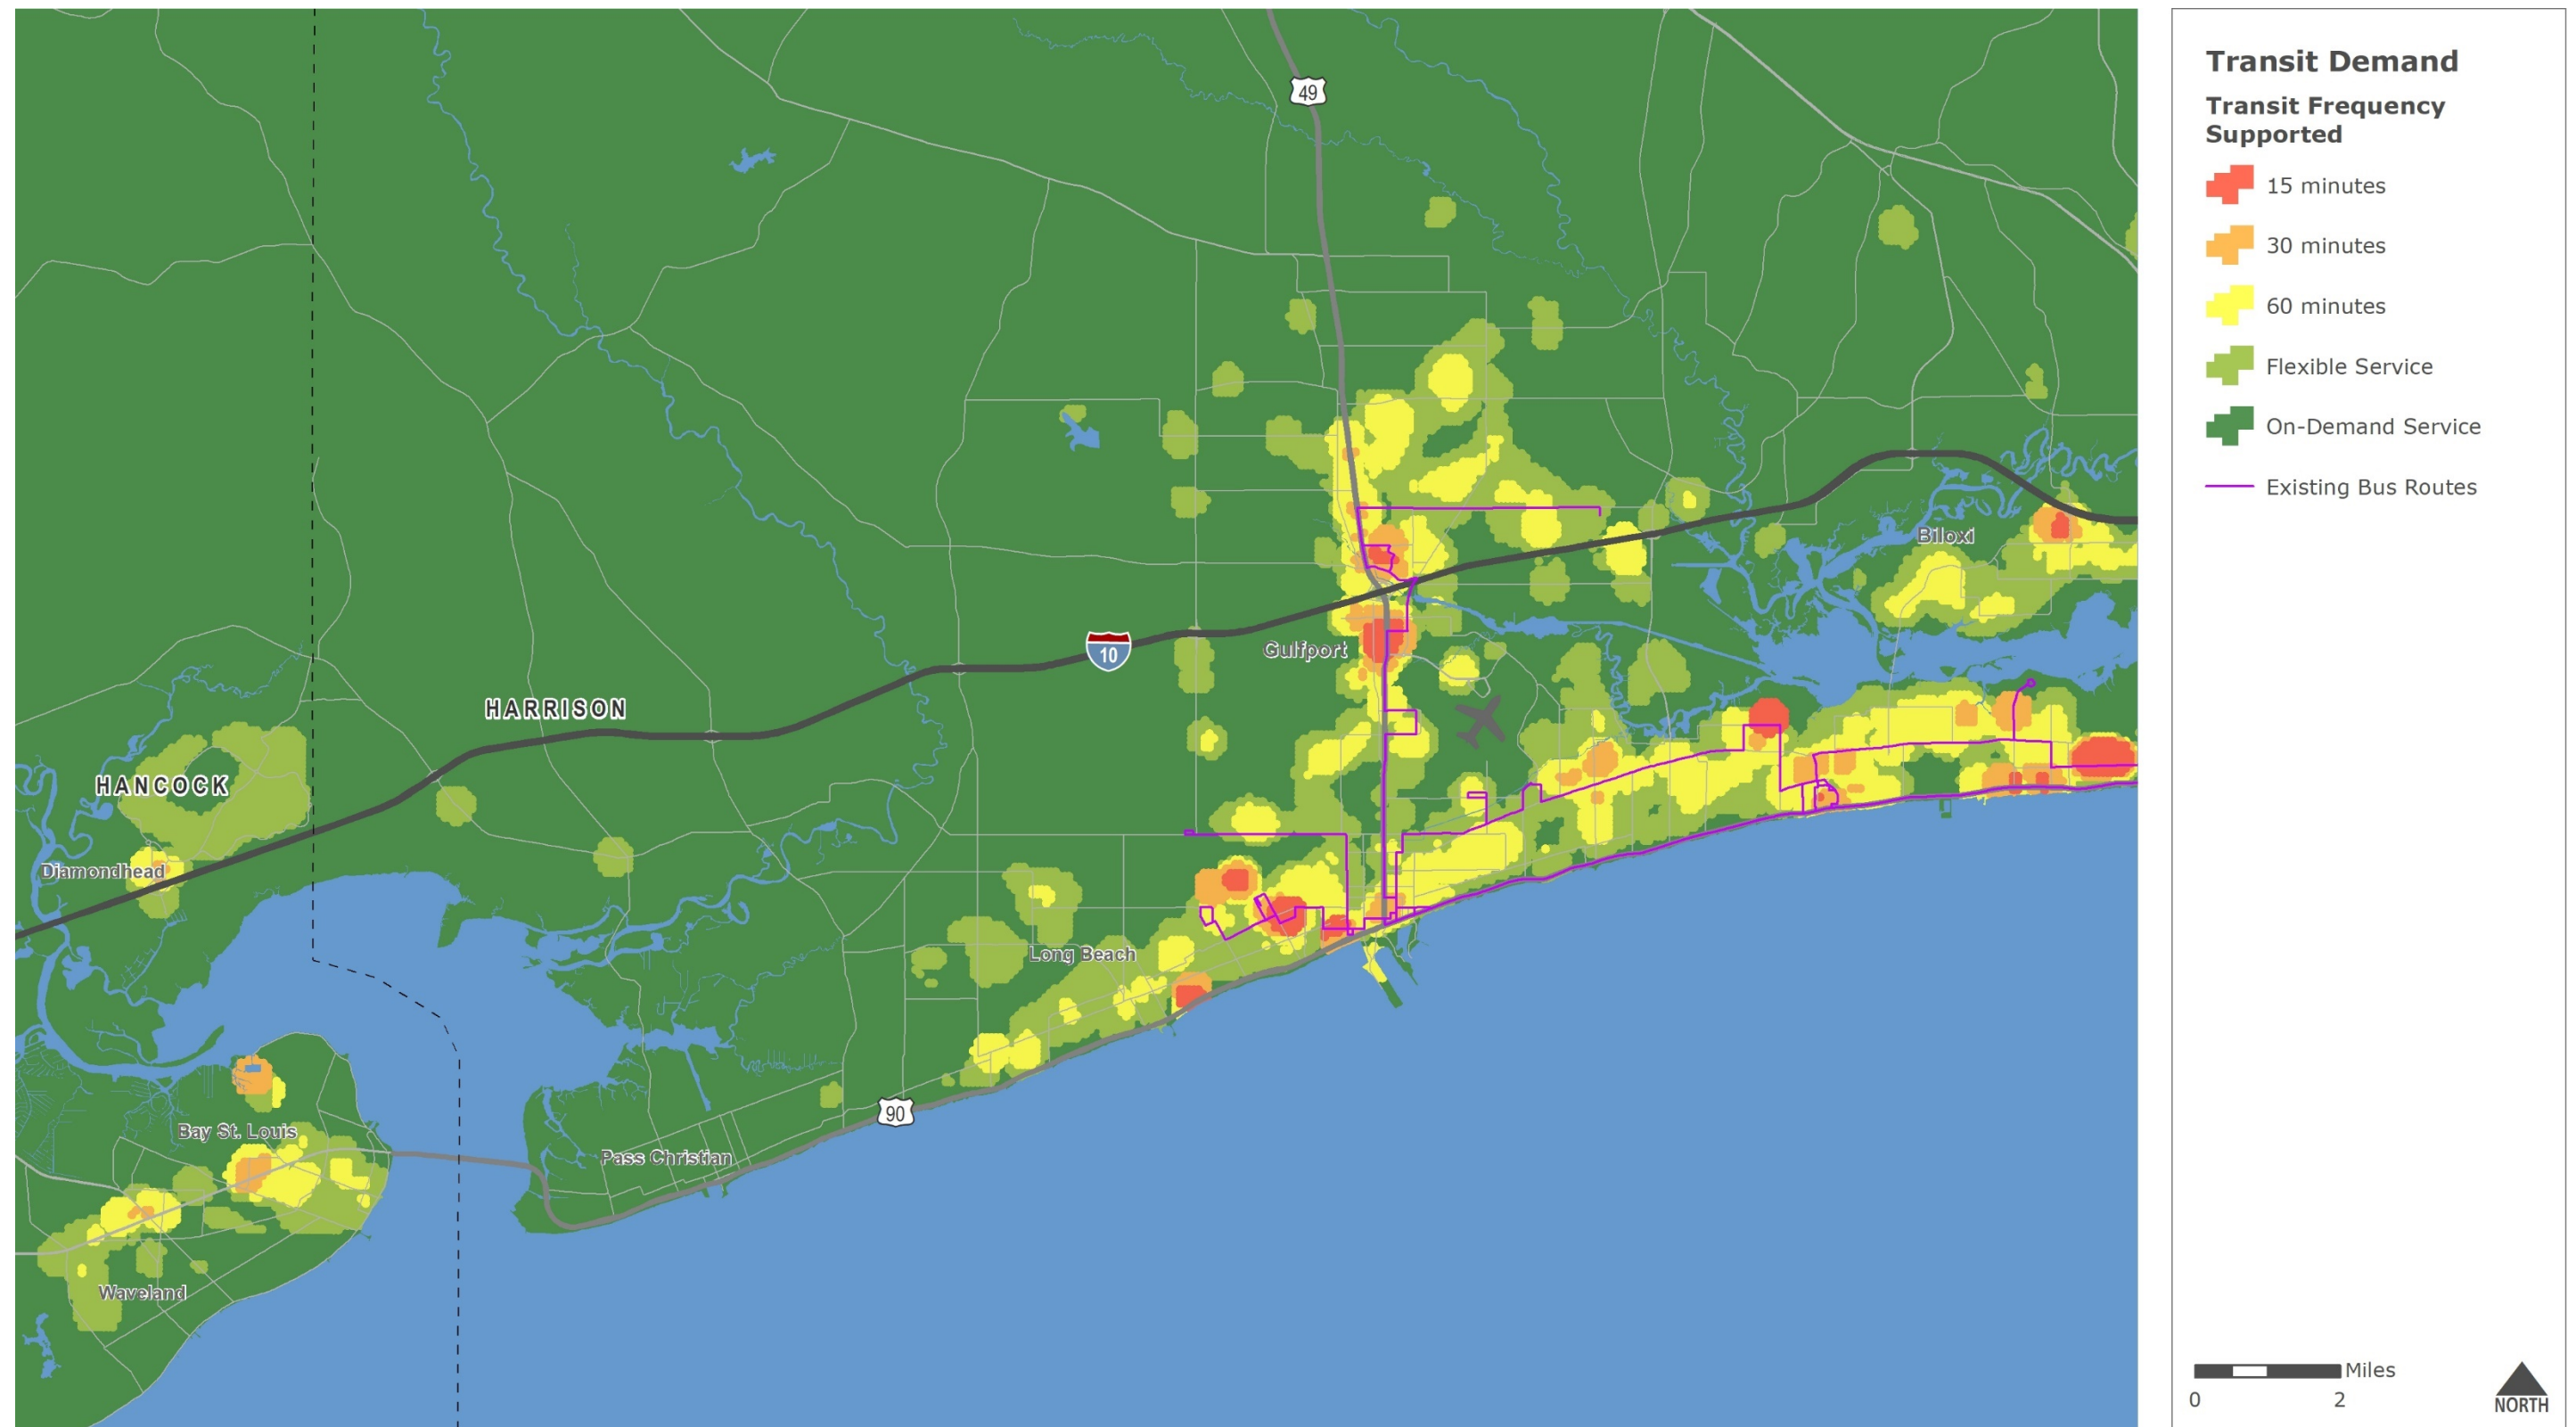 49
Biloxi
Gulfport
10
HARRISON
HANCOCK
Diamondhead
Long Beach
90
Bay St. Louis
Pass Christian
Waveland
Transit Demand
Transit Frequency
Supported
15 minutes
30 minutes
60 minutes
Flexible Service
On-Demand Service
Existing Bus Routes
Miles
0 2
NORTH